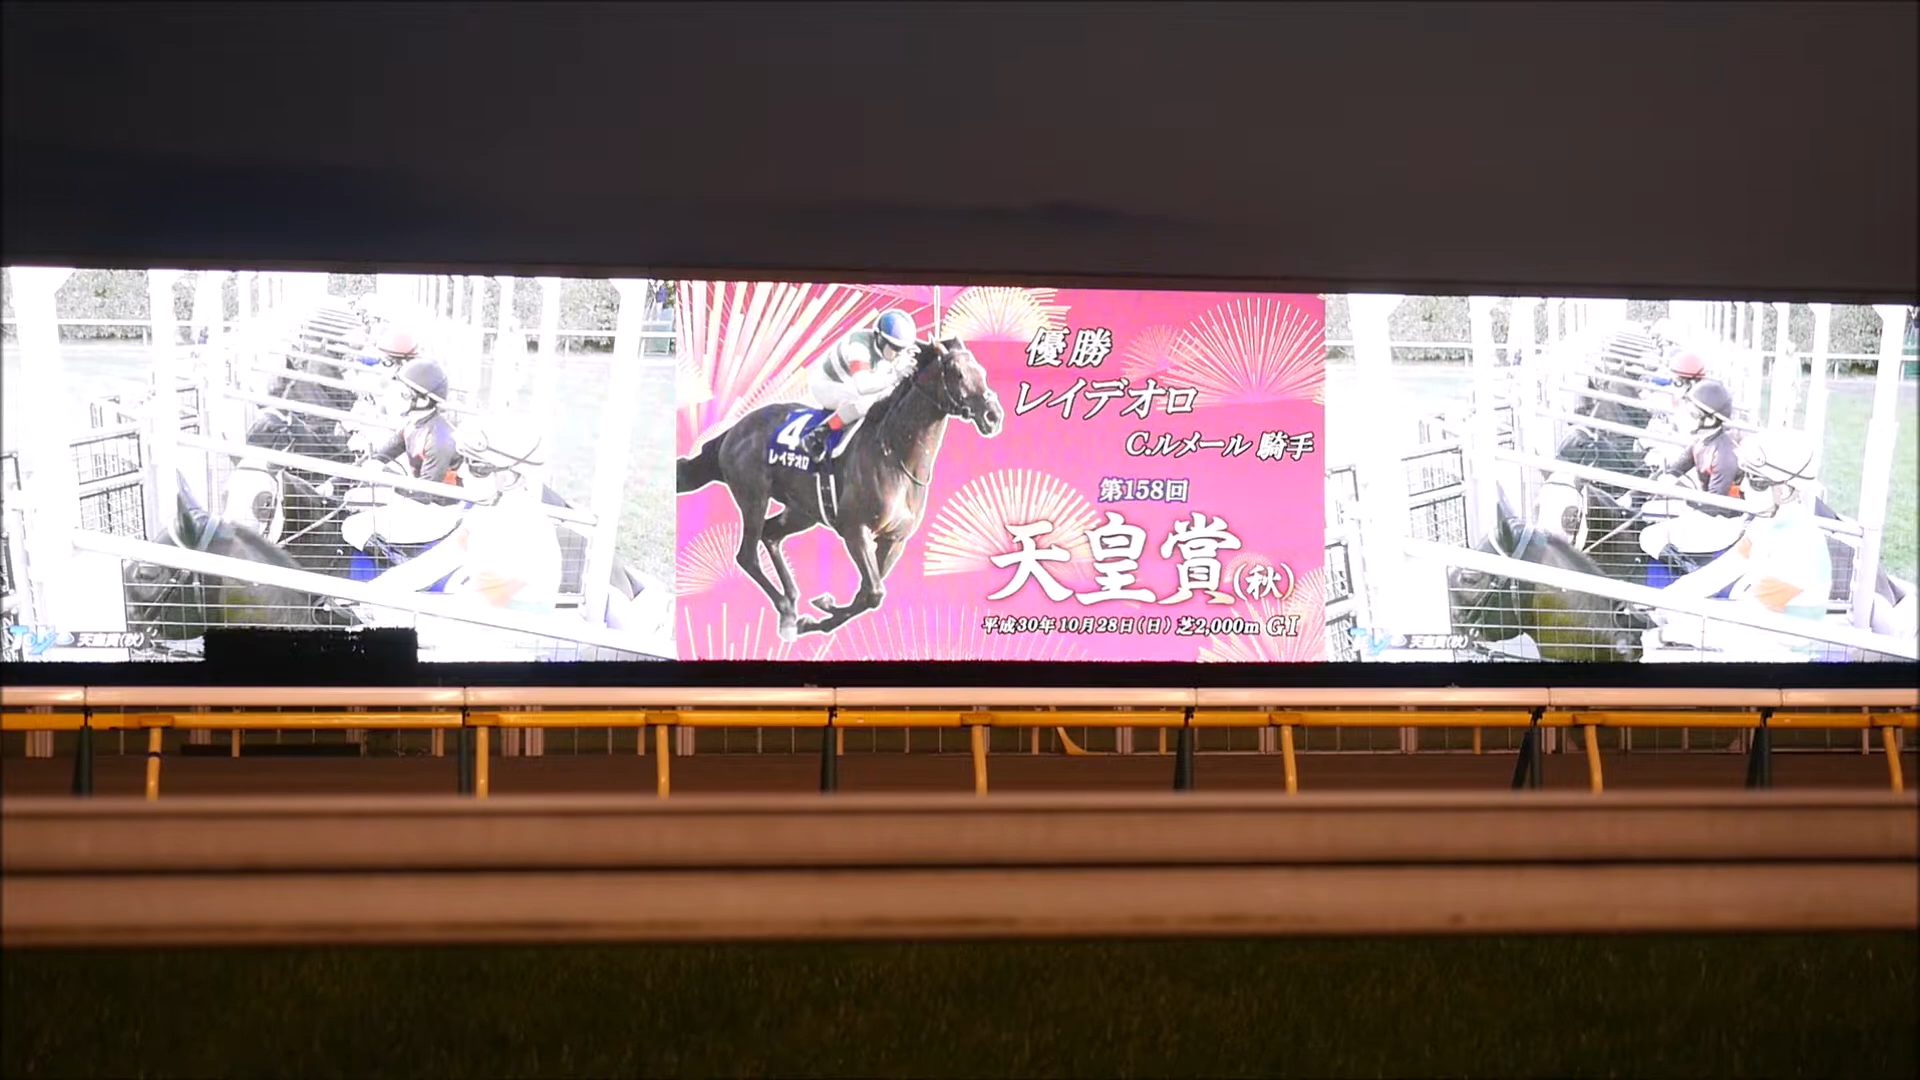 優勝
レイデオロ
C.ルメール 騎手
4
レイデオロ
第158回
天皇賞(秋)
平成30年10月28日(日) 芝2,000m GI
天皇賞(秋)
天皇賞(秋)